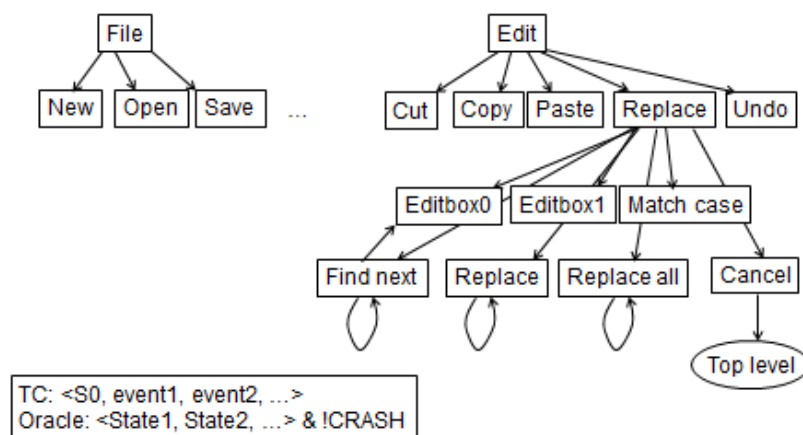 File
Edit
New
Open
Save
...
Cut
Copy
Paste
Replace
Undo
Editbox0
Editbox1
Match case
Find next
Replace
Replace all
Cancel
Top level
TC: <S0, event1, event2, ...>
Oracle: <State1, State2, ...> & !CRASH